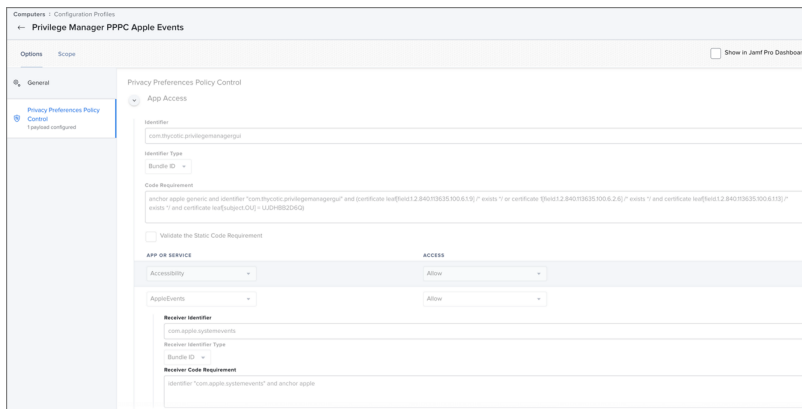 Computers : Configuration Profiles
← Privilege Manager PPPC Apple Events
Options Scope
Show in Jamf Pro Dashboar
General
Privacy Preferences Policy
Control
1 payload configured
Privacy Preferences Policy Control
App Access
Identifier
com.thycotic.privilegemanagergui
Identifier Type
Bundle ID
Code Requirement
anchor apple generic and identifier "com.thycotic.privilegemanagergui" and (certificate leaf[field.1.2.840.113635.100.6.1.9] /* exists */ or certificate 1[field.1.2.840.113635.100.6.2.6] /* exists */ and certificate leaf[field.1.2.840.113635.100.6.1.13] /*
exists */ and certificate leaf[subject.OU] = UJDHBB2D6Q)
Validate the Static Code Requirement
APP OR SERVICE ACCESS
Accessibility Allow
AppleEvents Allow
Receiver Identifier
com.apple.systemevents
Receiver Identifier Type
Bundle ID
Receiver Code Requirement
identifier "com.apple.systemevents" and anchor apple